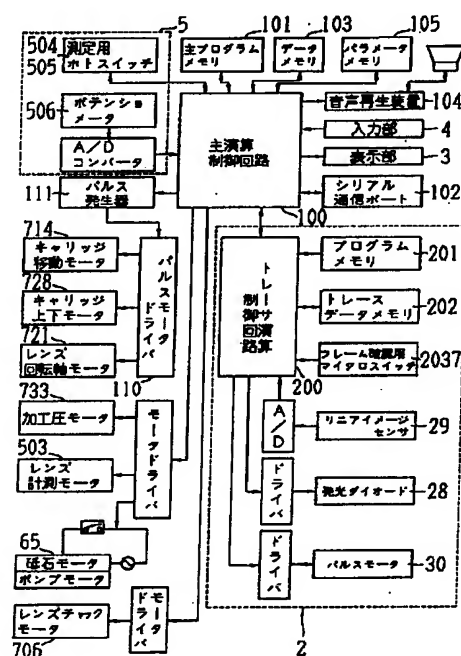 5
504
505
測定用
ホトスイッチ
101
主プログラム
メモリ
103
データ
メモリ
105
パラメータ
メモリ
506
ポテンショ
メータ
A/D
コンバータ
主演算
制御回路
100
音声再生装置
104
入力部
4
表示部
3
シリアル
通信ポート
102
111
パルス
発生器
714
キャリッジ
移動モータ
728
キャリッジ
上下モータ
721
レンズ
回転軸モータ
パルスモータ
ドライバ
110
733
加工圧モータ
503
レンズ
計測モータ
モータドライバ
65
砥石モータ
ポンプモータ
レンズチャック
モータ
706
モータ
ドライバ
トレーサ演算
制御回路
200
プログラム
メモリ
201
トレース
データメモリ
202
フレーム確認用
マイクロスイッチ
2037
A/D
リニアイメージ
センサ
29
ドライバ
発光ダイオード
28
ドライバ
パルスモータ
30
2